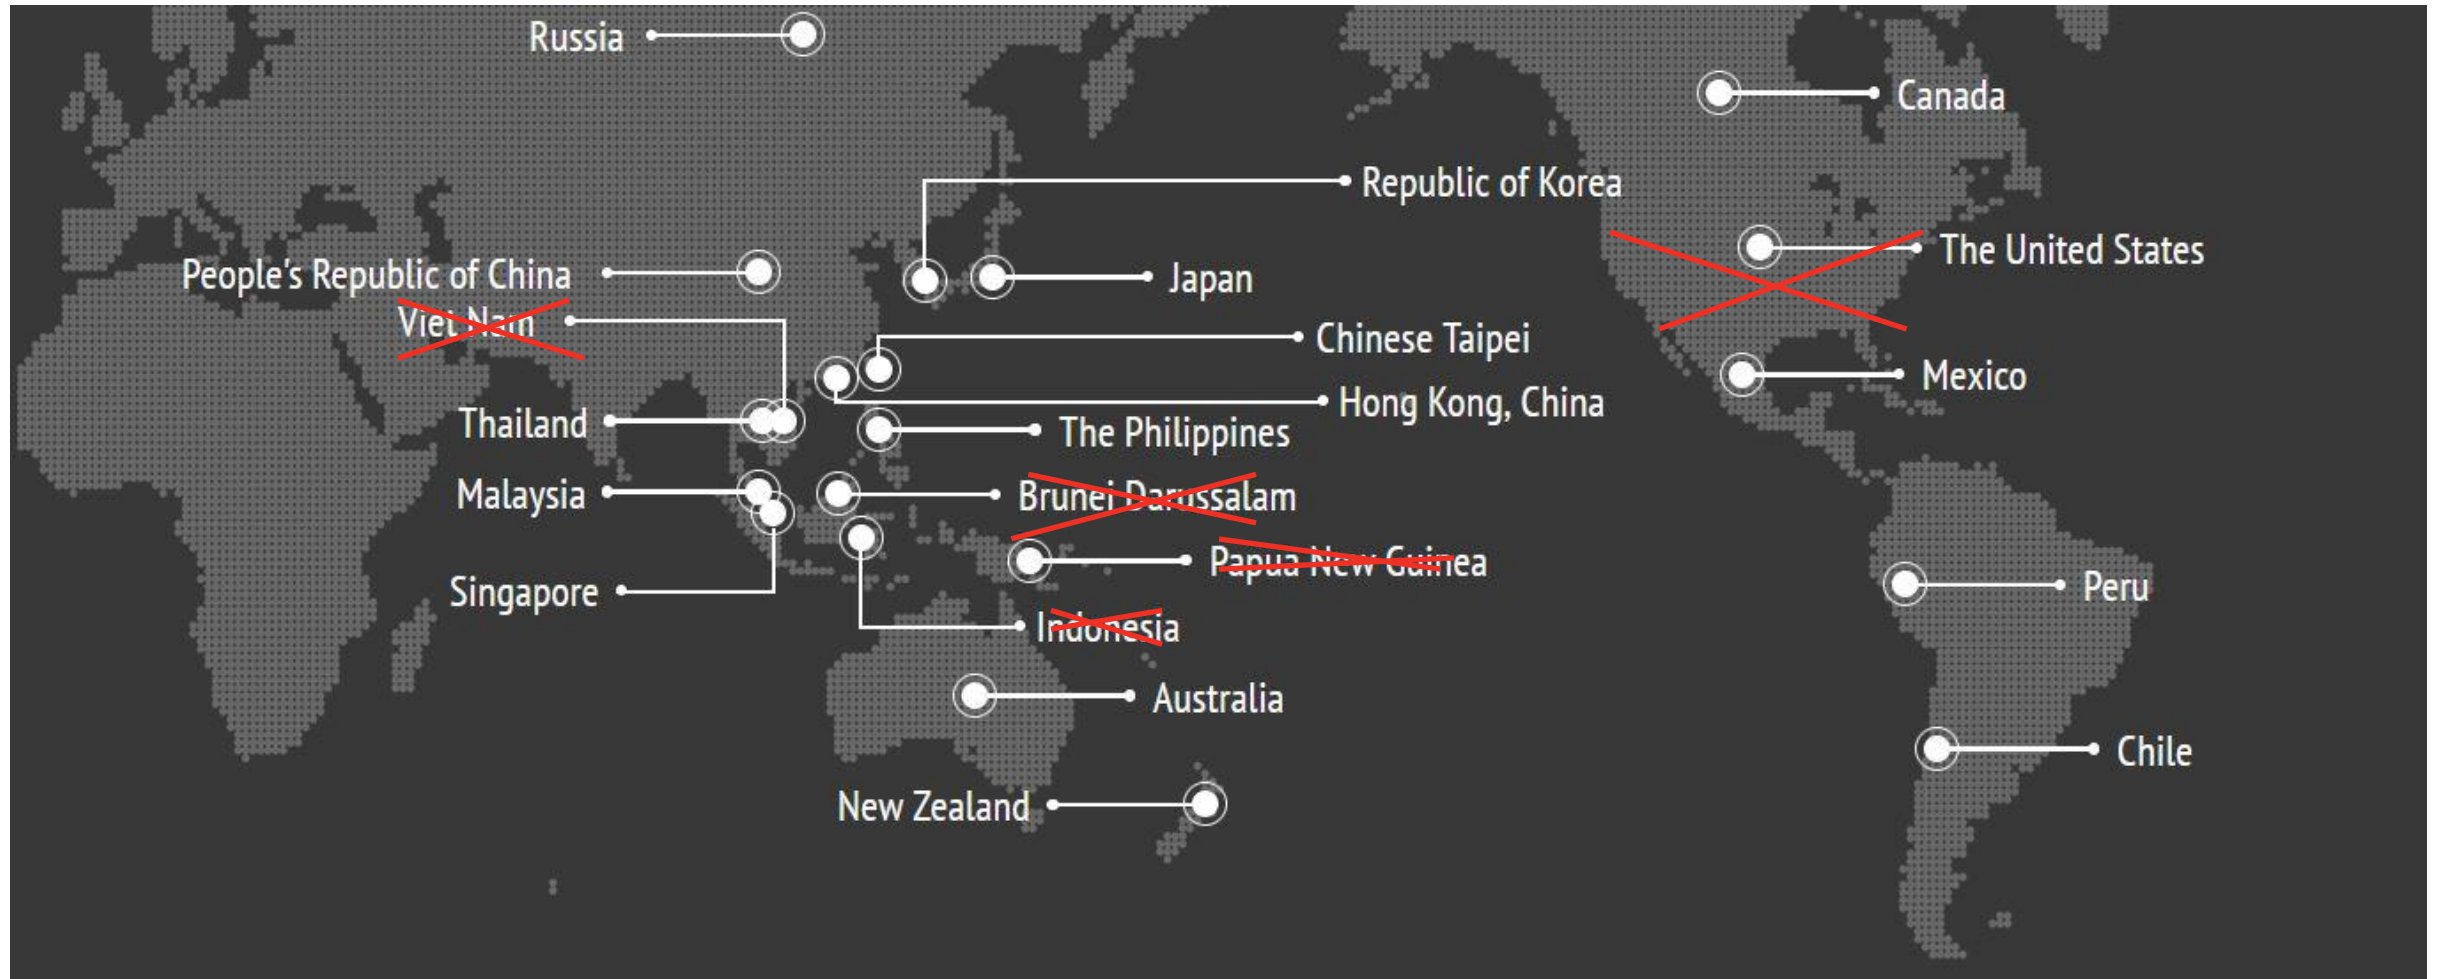 Russia
Canada
Republic of Korea
The United States
People's Republic of China
Japan
Viet Nam
Chinese Taipei
Mexico
Hong Kong, China
Thailand
The Philippines
Malaysia
Brunei Darussalam
Papua New Guinea
Peru
Singapore
Indonesia
Australia
Chile
New Zealand